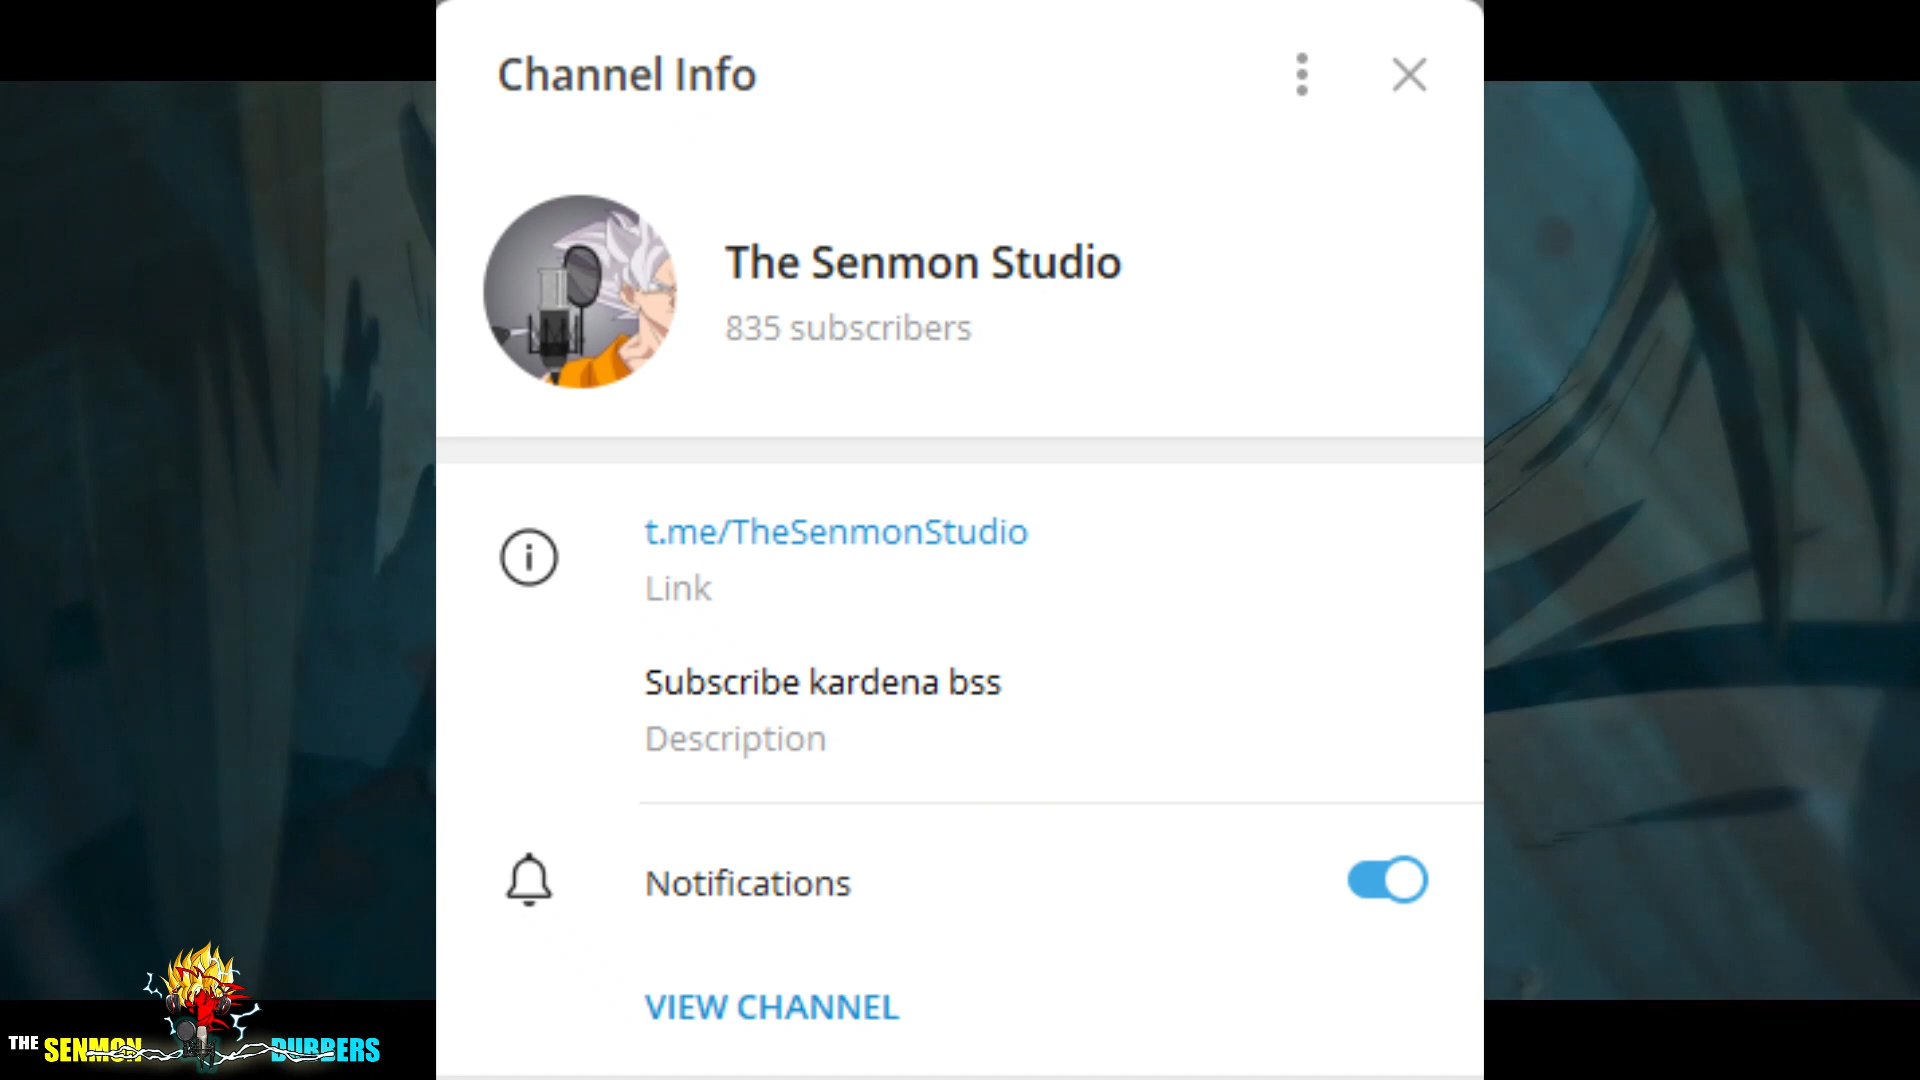 Channel Info
The Senmon Studio
835 subscribers
t.me/TheSenmonStudio
Link
Subscribe kardena bss
Description
Notifications
VIEW CHANNEL
THE SENMON DUBBERS